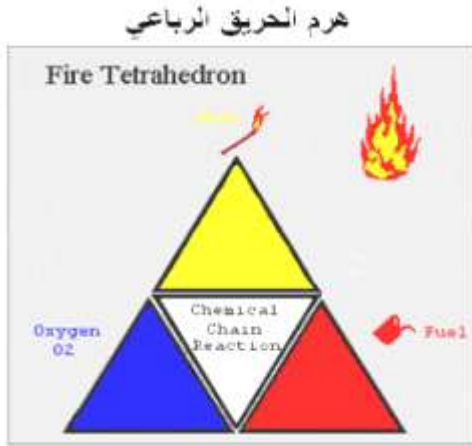 هرم الحريق الرباعي
Fire Tetrahedron
Chemical
Chain
Reaction
Oxygen
O2
Fuel